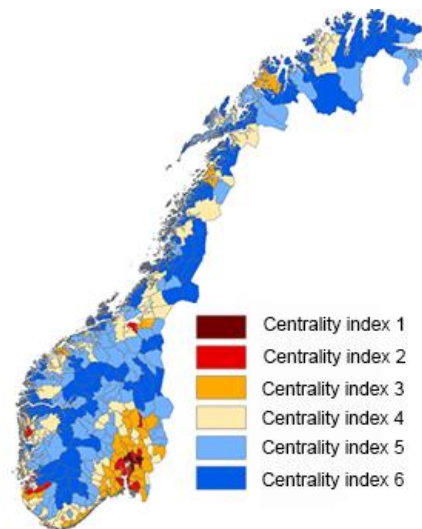 Centrality index 1
Centrality index 2
Centrality index 3
Centrality index 4
Centrality index 5
Centrality index 6